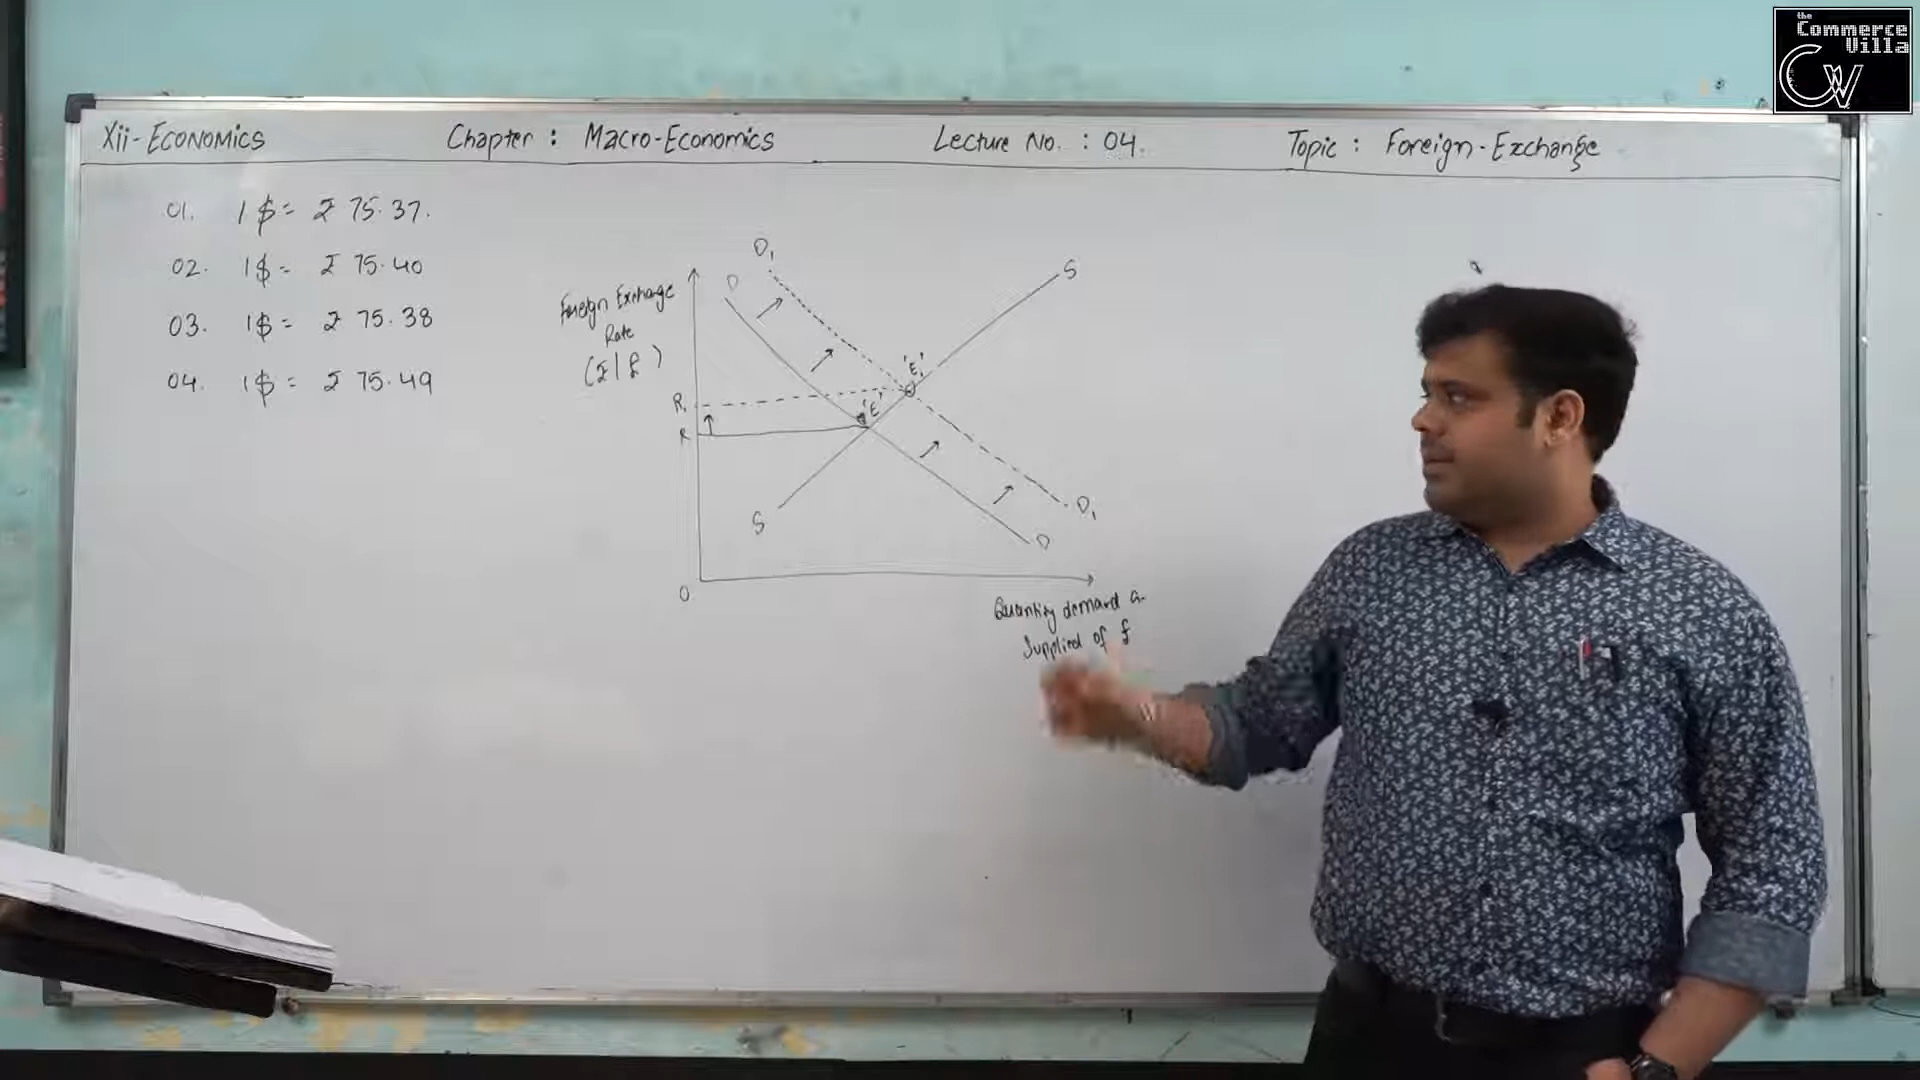 the
Commerce
Villa
CW
Xii-Economics Chapter : Macro-Economics Lecture No. : 04. Topic : Foreign-Exchange
01. 1$= ₹ 75.37.
02. 1$= ₹ 75.40
03. 1$= ₹ 75.38
04. 1$= ₹ 75.49
D₁
D
S
Foreign Exchange
Rate
(₹/£)
'E₁'
R₁
'E'
R
D₁
S
D
O
Quantity demand &
Supplied of £